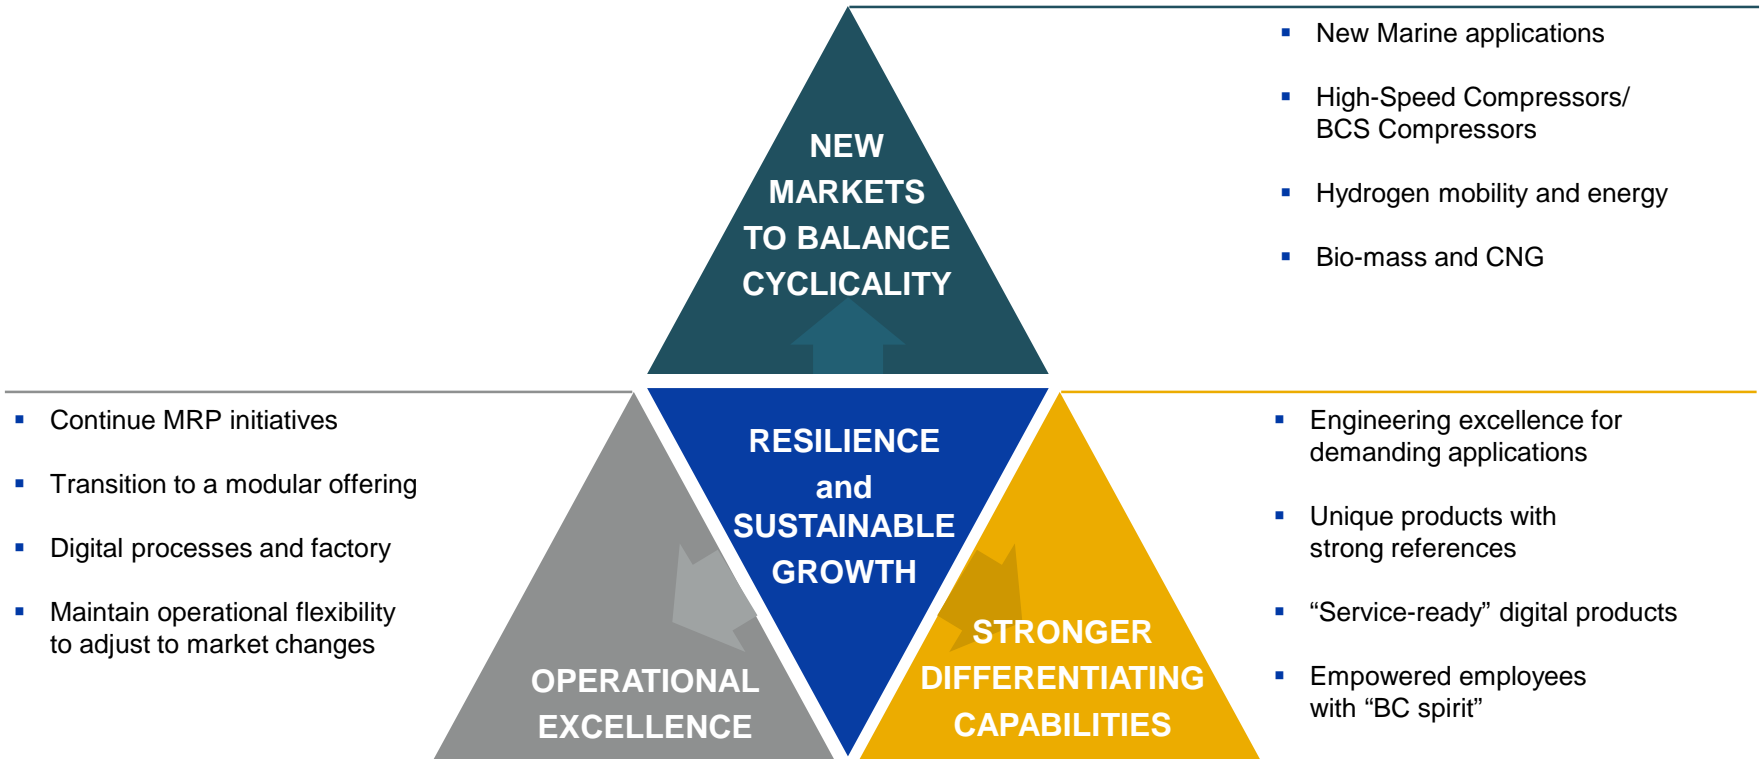 NEW
MARKETS
TO BALANCE
CYCLICALITY
▪ New Marine applications
▪ High-Speed Compressors/
BCS Compressors
▪ Hydrogen mobility and energy
▪ Bio-mass and CNG
▪ Continue MRP initiatives
▪ Transition to a modular offering
▪ Digital processes and factory
▪ Maintain operational flexibility
to adjust to market changes
OPERATIONAL
EXCELLENCE
RESILIENCE
and
SUSTAINABLE
GROWTH
STRONGER
DIFFERENTIATING
CAPABILITIES
▪ Engineering excellence for
demanding applications
▪ Unique products with
strong references
▪ “Service-ready” digital products
▪ Empowered employees
with “BC spirit”